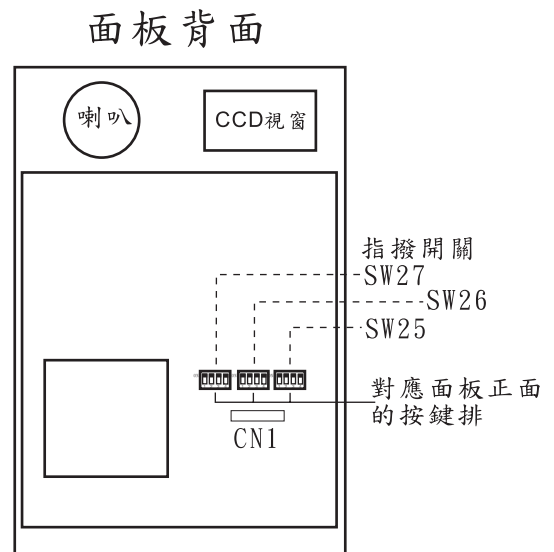 面板背面
喇叭
CCD視窗
指撥開關
SW27
SW26
SW25
對應面板正面
的按鍵排
CN1